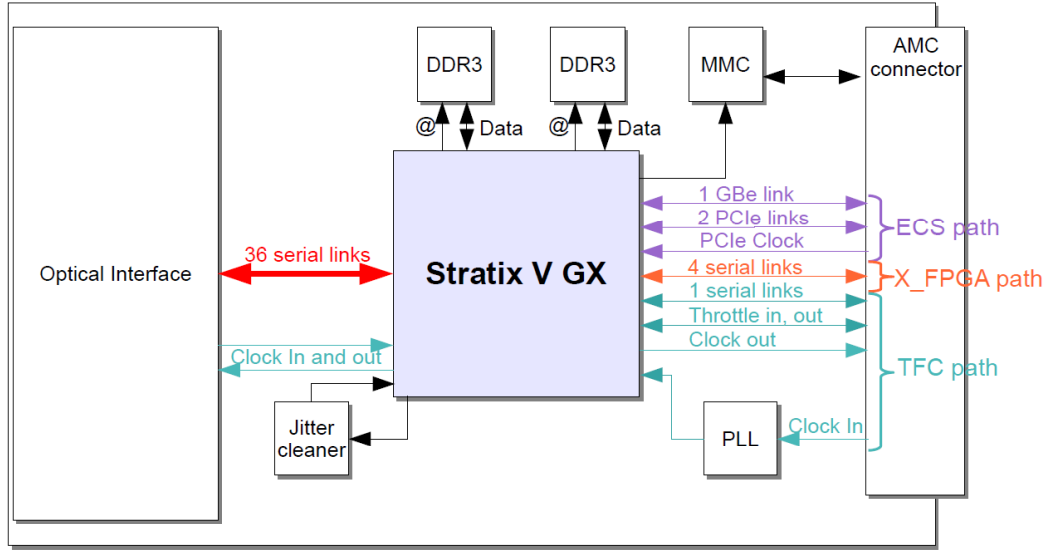 DDR3
DDR3
MMC
AMC
connector
@
Data
@
Data
1 GBe link
2 PCIe links
PCIe Clock
ECS path
36 serial links
Optical Interface
Stratix V GX
4 serial links
X_FPGA path
1 serial links
Throttle in, out
Clock out
Clock In and out
TFC path
Jitter
cleaner
PLL
Clock In